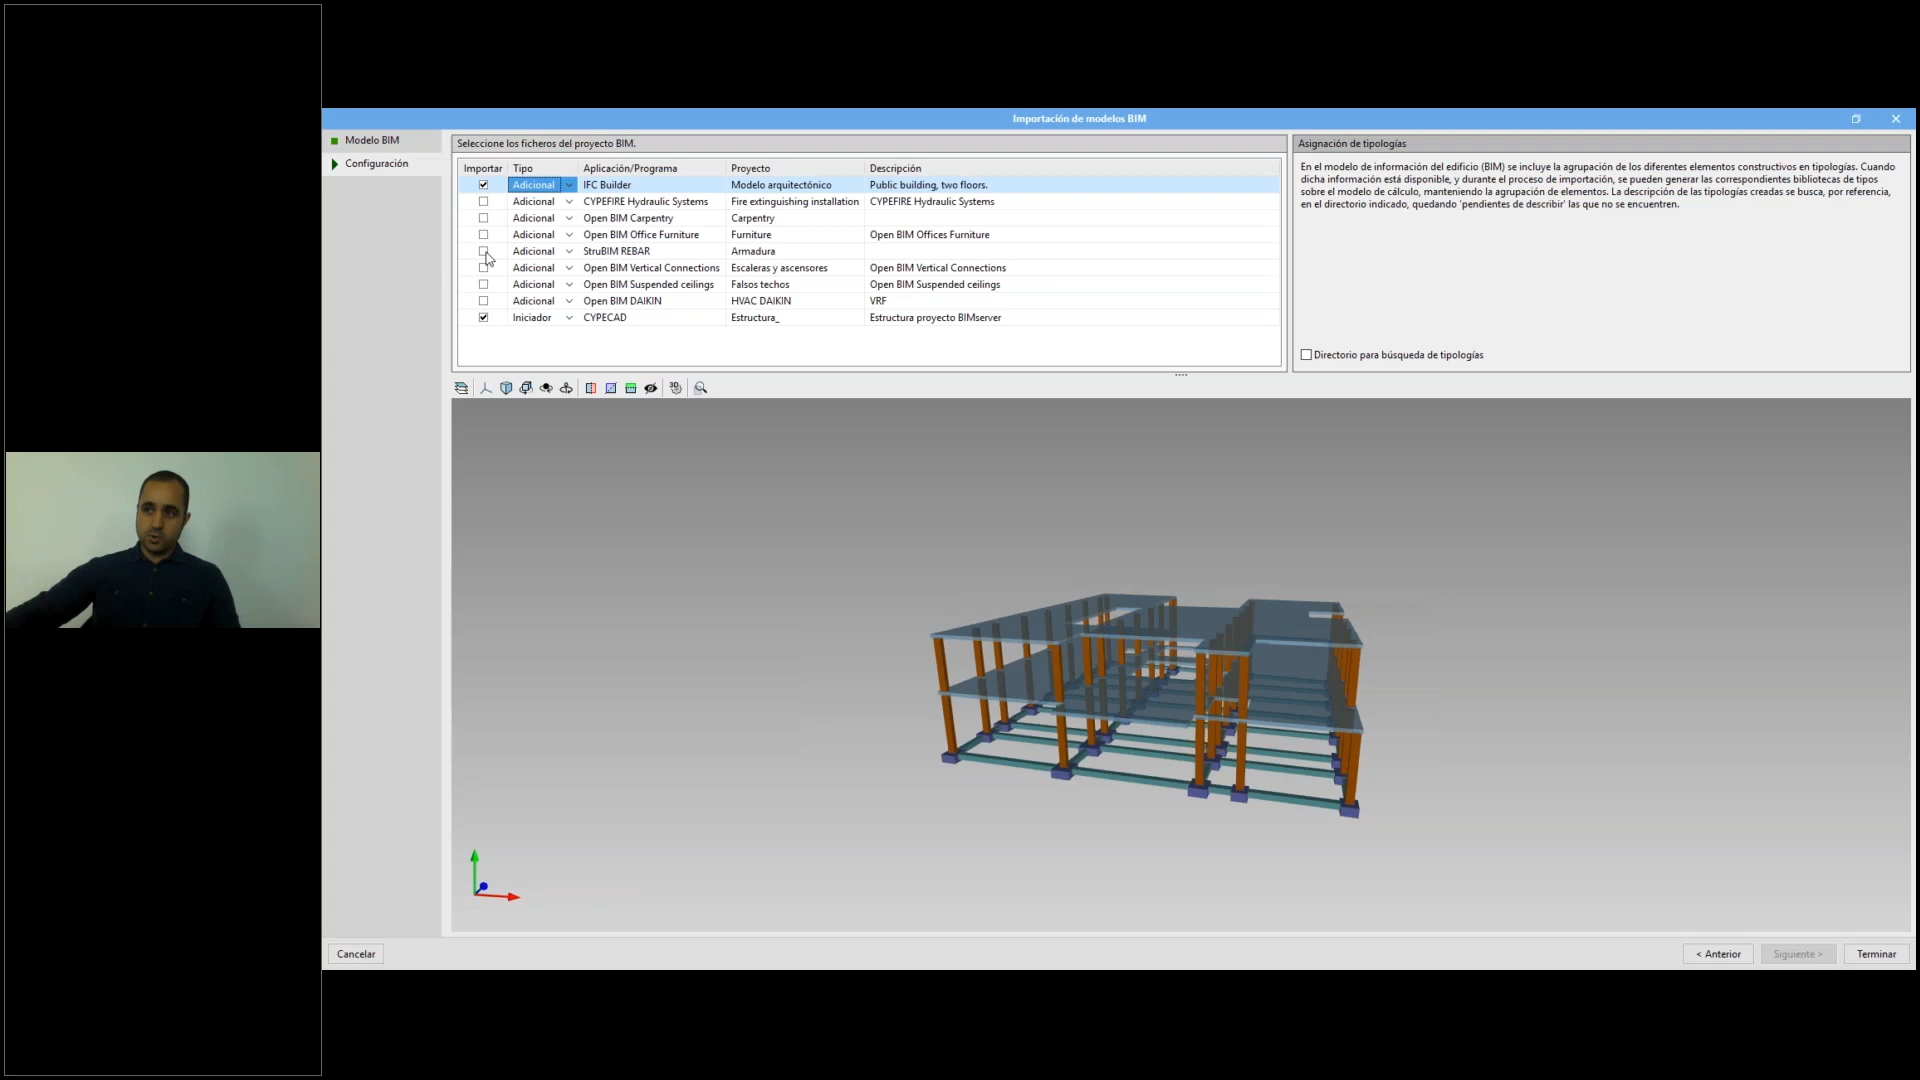 Importación de modelos BIM
Modelo BIM
Configuración
Seleccione los ficheros del proyecto BIM.
Importar Tipo Aplicación/Programa Proyecto Descripción
Adicional IFC Builder Modelo arquitectónico Public building, two floors.
Adicional CYPEFIRE Hydraulic Systems Fire extinguishing installation CYPEFIRE Hydraulic Systems
Adicional Open BIM Carpentry Carpentry
Adicional Open BIM Office Furniture Furniture Open BIM Offices Furniture
Adicional StruBIM REBAR Armadura
Adicional Open BIM Vertical Connections Escaleras y ascensores Open BIM Vertical Connections
Adicional Open BIM Suspended ceilings Falsos techos Open BIM Suspended ceilings
Adicional Open BIM DAIKIN HVAC DAIKIN VRF
Iniciador CYPECAD Estructura_ Estructura proyecto BIMserver
Asignación de tipologías
En el modelo de información del edificio (BIM) se incluye la agrupación de los diferentes elementos constructivos en tipologías. Cuando
dicha información está disponible, y durante el proceso de importación, se pueden generar las correspondientes bibliotecas de tipos
sobre el modelo de cálculo, manteniendo la agrupación de elementos. La descripción de las tipologías creadas se busca, por referencia,
en el directorio indicado, quedando 'pendientes de describir' las que no se encuentren.
Directorio para búsqueda de tipologías
3D
Cancelar
< Anterior
Siguiente >
Terminar